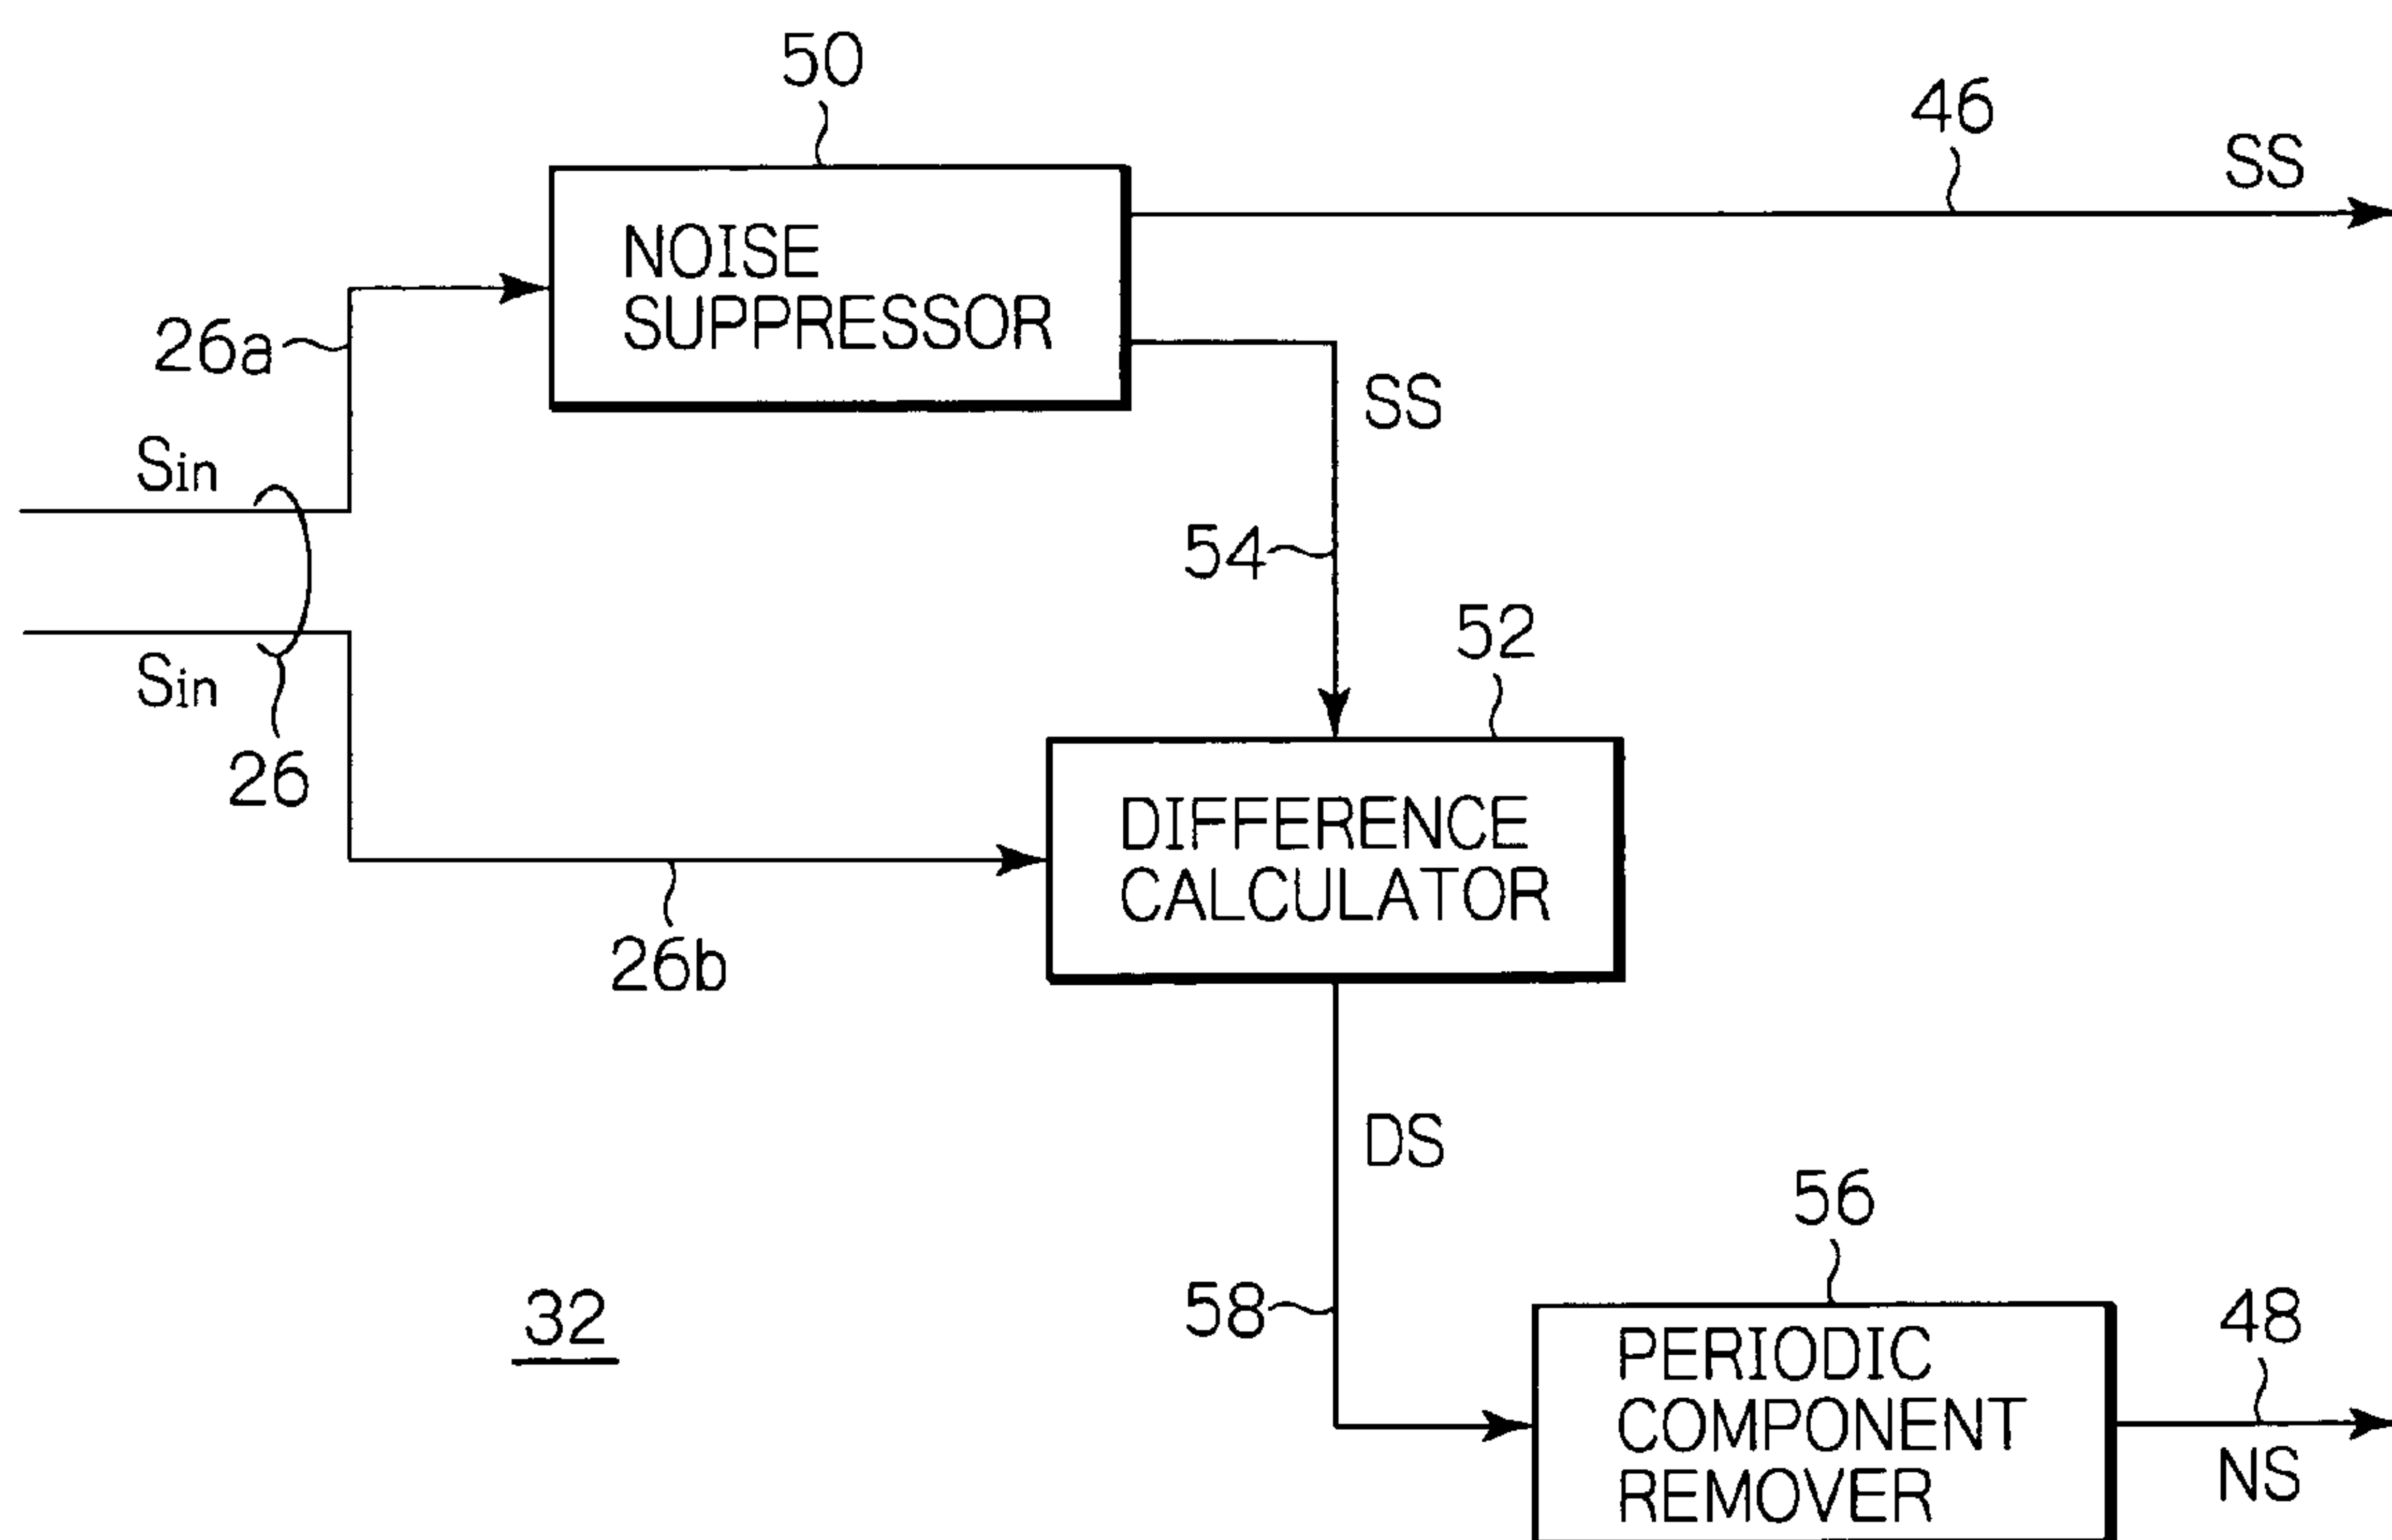 50
46
SS
NOISE
SUPPRESSOR
26a
SS
Sin
54
52
Sin
26
DIFFERENCE
CALCULATOR
26b
DS
56
58
32
48
PERIODIC
COMPONENT
REMOVER
NS